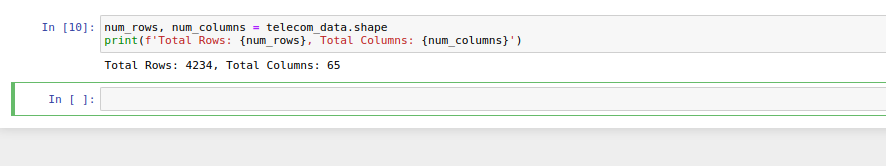 In [10]: num_rows, num_columns = telecom_data.shape
print(f'Total Rows: {num_rows}, Total Columns: {num_columns}')
Total Rows: 4234, Total Columns: 65
In [ ]: